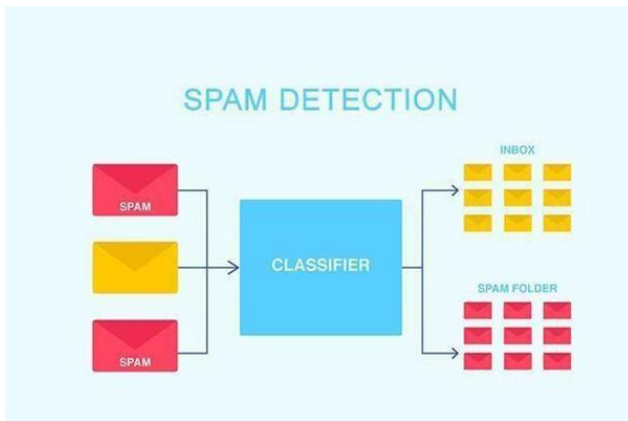 SPAM DETECTION
SPAM
SPAM
CLASSIFIER
INBOX
SPAM FOLDER